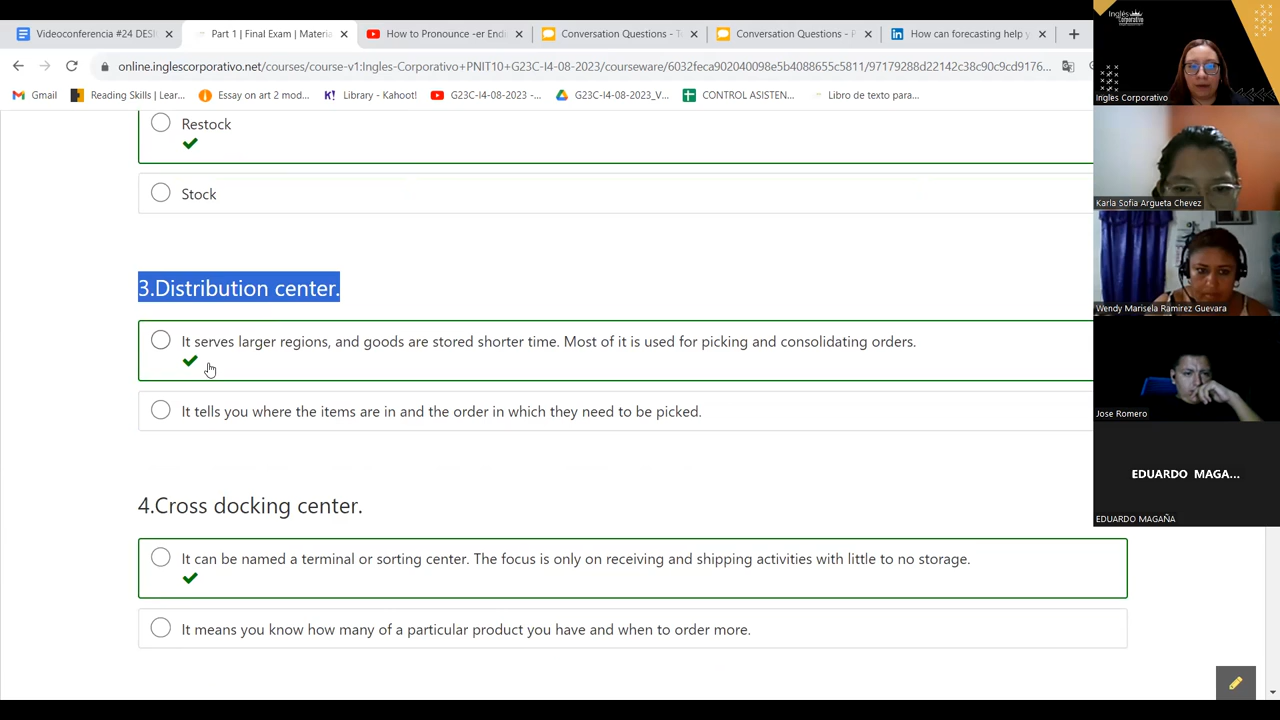 Videoconferencia #24 DESI
Part 1 | Final Exam | Materia
How to Pronounce -er Endin
Conversation Questions - Te
Conversation Questions - P
How can forecasting help y
online.inglescorporativo.net/courses/course-v1:Ingles-Corporativo+PNIT11+G23C-I4-08-2023/courseware/6032feca902040098e5b4088655c5811/97179288d22142c38c90c9cd9176...
Gmail
Reading Skills | Lear...
Essay on art 2 mod...
Library - Kano...
G23C-I4-08-2023 -...
G23C-I4-08-2023_V...
CONTROL ASISTEN...
Libro de texto para...
Restock
Stock
3.Distribution center.
It serves larger regions, and goods are stored shorter time. Most of it is used for picking and consolidating orders.
It tells you where the items are in and the order in which they need to be picked.
4.Cross docking center.
It can be named a terminal or sorting center. The focus is only on receiving and shipping activities with little to no storage.
It means you know how many of a particular product you have and when to order more.
Inglés
Corporativo
Ingles Corporativo
Karla Sofia Argueta Chevez
Wendy Marisela Ramirez Guevara
Jose Romero
EDUARDO MAGA...
EDUARDO MAGAÑA